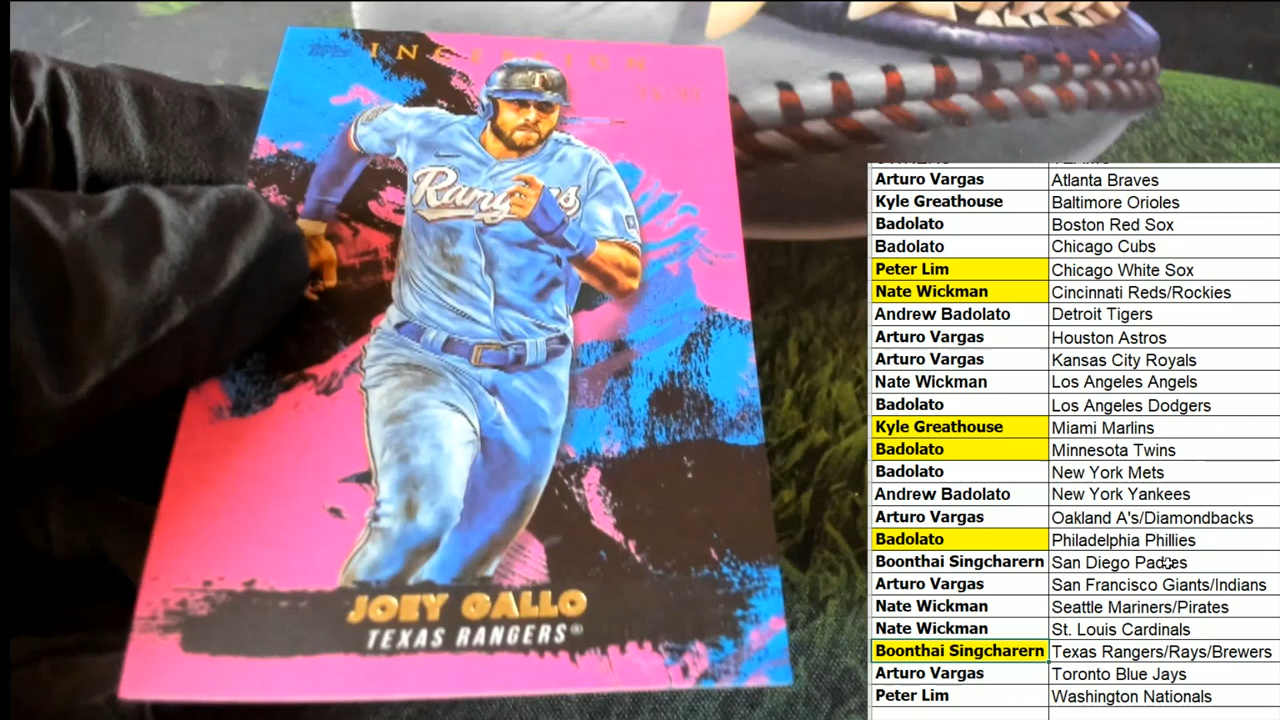 INCEPTION
Rangers
JOEY GALLO
TEXAS RANGERS®
Arturo Vargas Atlanta Braves
Kyle Greathouse Baltimore Orioles
Badolato Boston Red Sox
Badolato Chicago Cubs
Peter Lim Chicago White Sox
Nate Wickman Cincinnati Reds/Rockies
Andrew Badolato Detroit Tigers
Arturo Vargas Houston Astros
Arturo Vargas Kansas City Royals
Nate Wickman Los Angeles Angels
Badolato Los Angeles Dodgers
Kyle Greathouse Miami Marlins
Badolato Minnesota Twins
Badolato New York Mets
Andrew Badolato New York Yankees
Arturo Vargas Oakland A's/Diamondbacks
Badolato Philadelphia Phillies
Boonthai Singcharern San Diego Padres
Arturo Vargas San Francisco Giants/Indians
Nate Wickman Seattle Mariners/Pirates
Nate Wickman St. Louis Cardinals
Boonthai Singcharern Texas Rangers/Rays/Brewers
Arturo Vargas Toronto Blue Jays
Peter Lim Washington Nationals